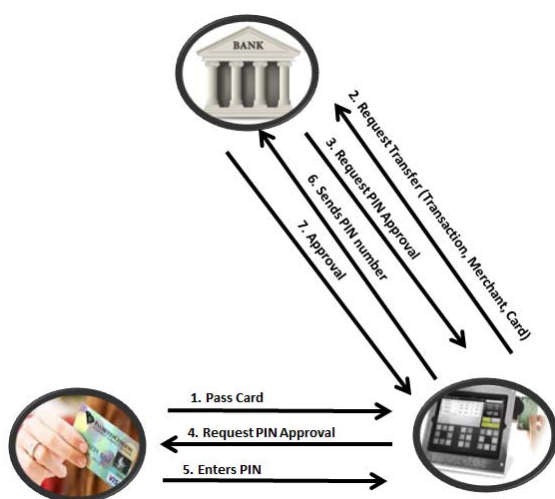 BANK
2. Request Transfer (Transaction, Merchant, Card)
3. Request PIN Approval
6. Sends PIN number
7. Approval
1. Pass Card
4. Request PIN Approval
5. Enters PIN
VISA